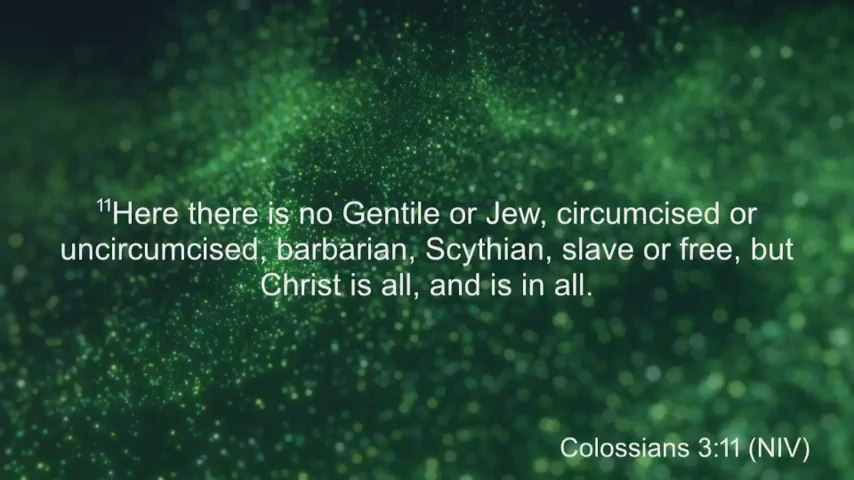 ¹¹Here there is no Gentile or Jew, circumcised or
uncircumcised, barbarian, Scythian, slave or free, but
Christ is all, and is in all.
Colossians 3:11 (NIV)